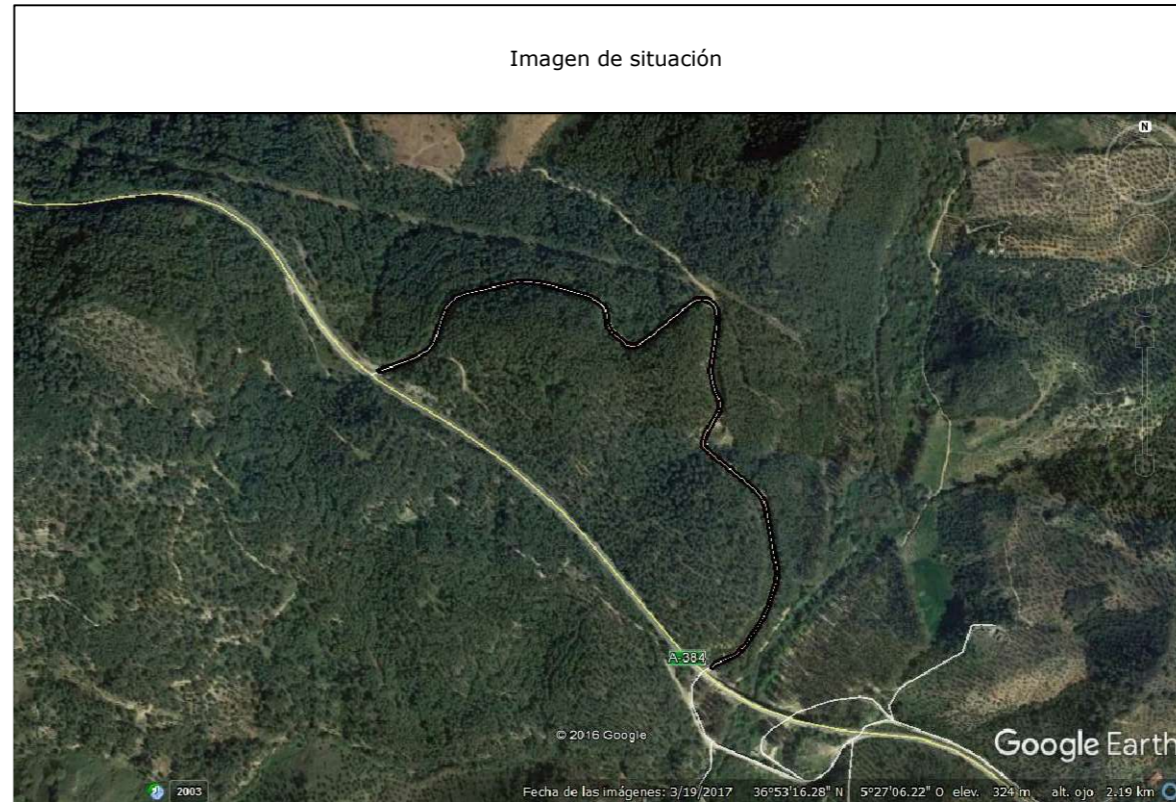 Imagen de situación
N
A-384
© 2016 Google
Google Earth
2003
Fecha de las imágenes: 3/19/2017 36°53'16.28" N 5°27'06.22" O elev. 324 m alt. ojo 2.19 km